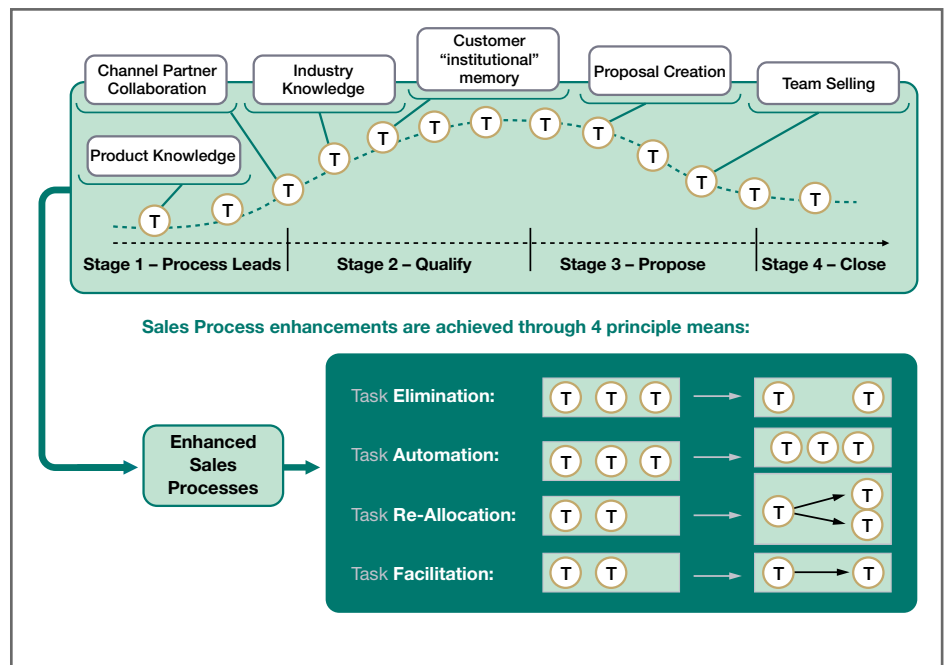 Customer
“institutional”
memory
Channel Partner
Collaboration
Industry
Knowledge
Proposal Creation
Team Selling
Product Knowledge
T T T T T T T T T T T T
Stage 1 – Process Leads
Stage 2 – Qualify
Stage 3 – Propose
Stage 4 – Close
Sales Process enhancements are achieved through 4 principle means:
Enhanced
Sales
Processes
Task Elimination: T T T T T
Task Automation: T T T T T T
Task Re-Allocation: T T T T T
Task Facilitation: T T T T